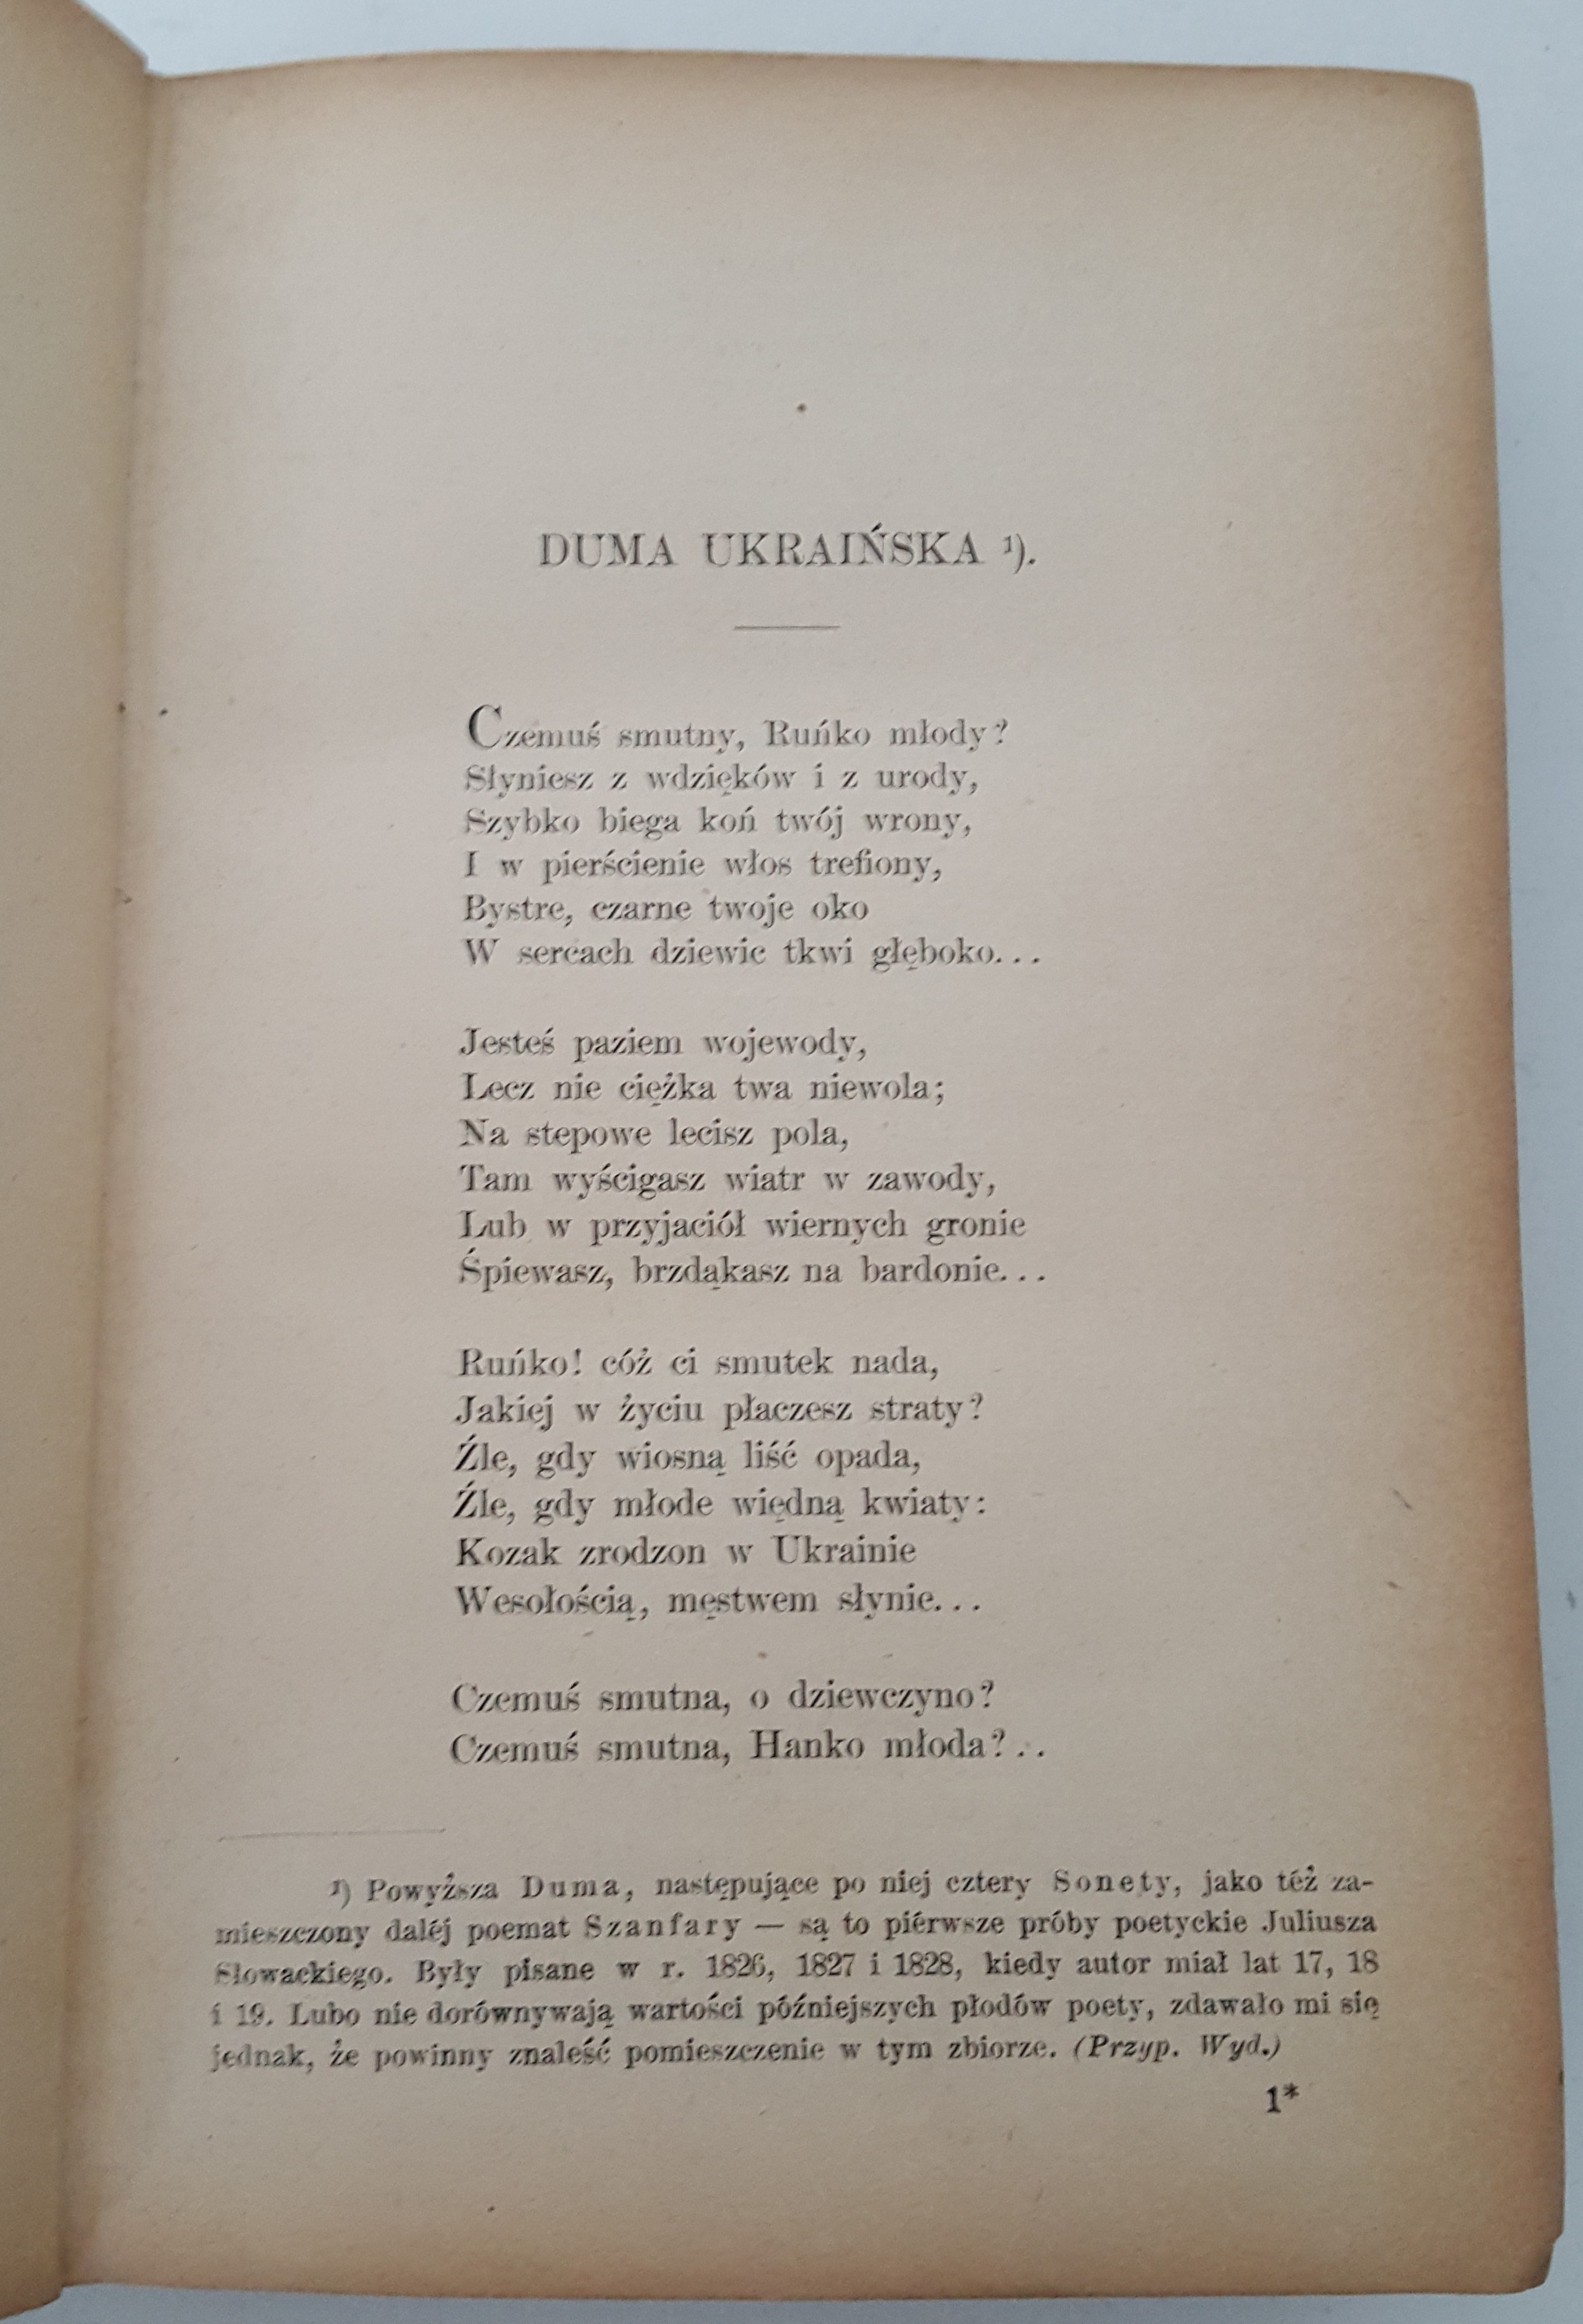 DUMA UKRAIŃSKA ¹).
Czemuś smutny, Ruńko młody?
Słyniesz z wdzięków i z urody,
Szybko biega koń twój wrony,
I w pierścienie włos trefiony,
Bystre, czarne twoje oko
W sercach dziewic tkwi głęboko...
Jesteś paziem wojewody,
Lecz nie ciężka twa niewola;
Na stepowe lecisz pola,
Tam wyścigasz wiatr w zawody,
Lub w przyjaciół wiernych gronie
Śpiewasz, brzdąkasz na bardonie...
Ruńko! cóż ci smutek nada,
Jakiej w życiu płaczesz straty?
Źle, gdy wiosną liść opada,
Źle, gdy młode więdną kwiaty:
Kozak zrodzon w Ukrainie
Wesołością, męstwem słynie...
Czemuś smutna, o dziewczyno?
Czemuś smutna, Hanko młoda?..
¹) Powyższa Duma, następujące po niej cztery Sonety, jako téż za-
mieszczony daléj poemat Szanfary — są to piérwsze próby poetyckie Juliusza
Słowackiego. Były pisane w r. 1826, 1827 i 1828, kiedy autor miał lat 17, 18
i 19. Lubo nie dorównywają wartości późniejszych płodów poety, zdawało mi się
jednak, że powinny znaleść pomieszczenie w tym zbiorze. (Przyp. Wyd.)
1*